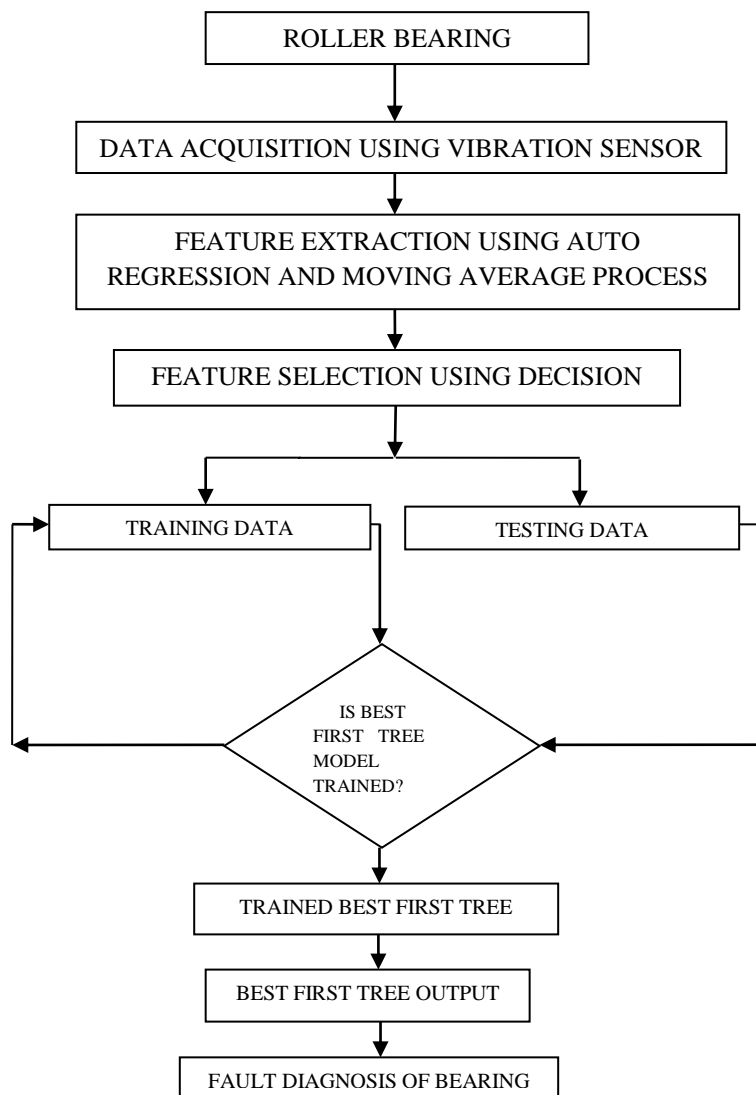 ROLLER BEARING
DATA ACQUISITION USING VIBRATION SENSOR
FEATURE EXTRACTION USING AUTO
REGRESSION AND MOVING AVERAGE PROCESS
FEATURE SELECTION USING DECISION
TRAINING DATA
TESTING DATA
IS BEST
FIRST TREE
MODEL
TRAINED?
TRAINED BEST FIRST TREE
BEST FIRST TREE OUTPUT
FAULT DIAGNOSIS OF BEARING